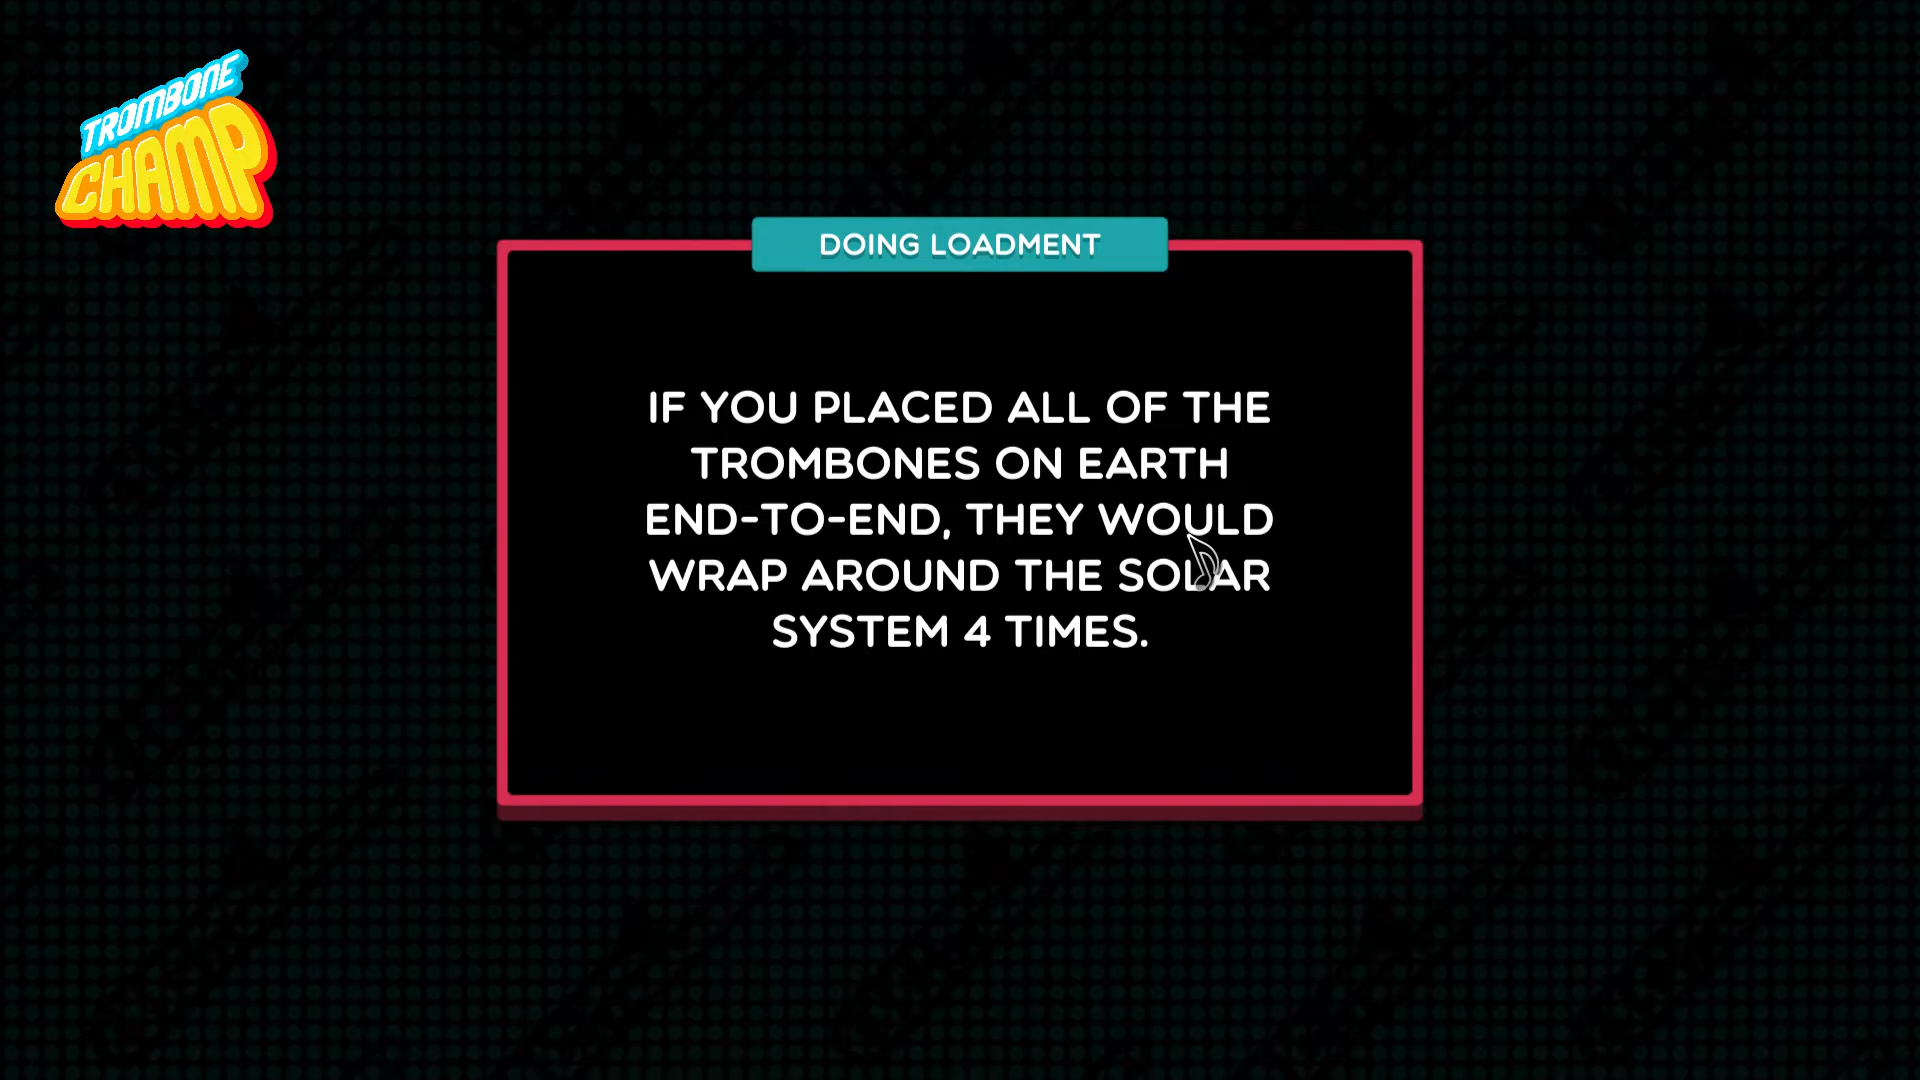 TROMBONE
CHAMP
DOING LOADMENT
IF YOU PLACED ALL OF THE
TROMBONES ON EARTH
END-TO-END, THEY WOULD
WRAP AROUND THE SOLAR
SYSTEM 4 TIMES.